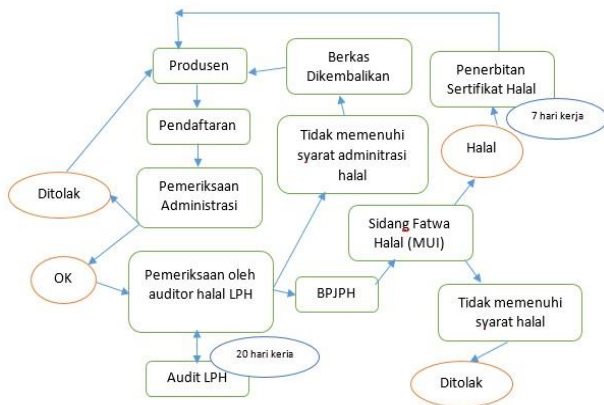 Produsen
Berkas
Dikembalikan
Penerbitan
Sertifikat Halal
7 hari kerja
Pendaftaran
Tidak memenuhi
syarat adminitrasi
halal
Halal
Ditolak
Pemeriksaan
Administrasi
Sidang Fatwa
Halal (MUI)
OK
Pemeriksaan oleh
auditor halal LPH
BPJPH
Tidak memenuhi
syarat halal
20 hari kerja
Audit LPH
Ditolak